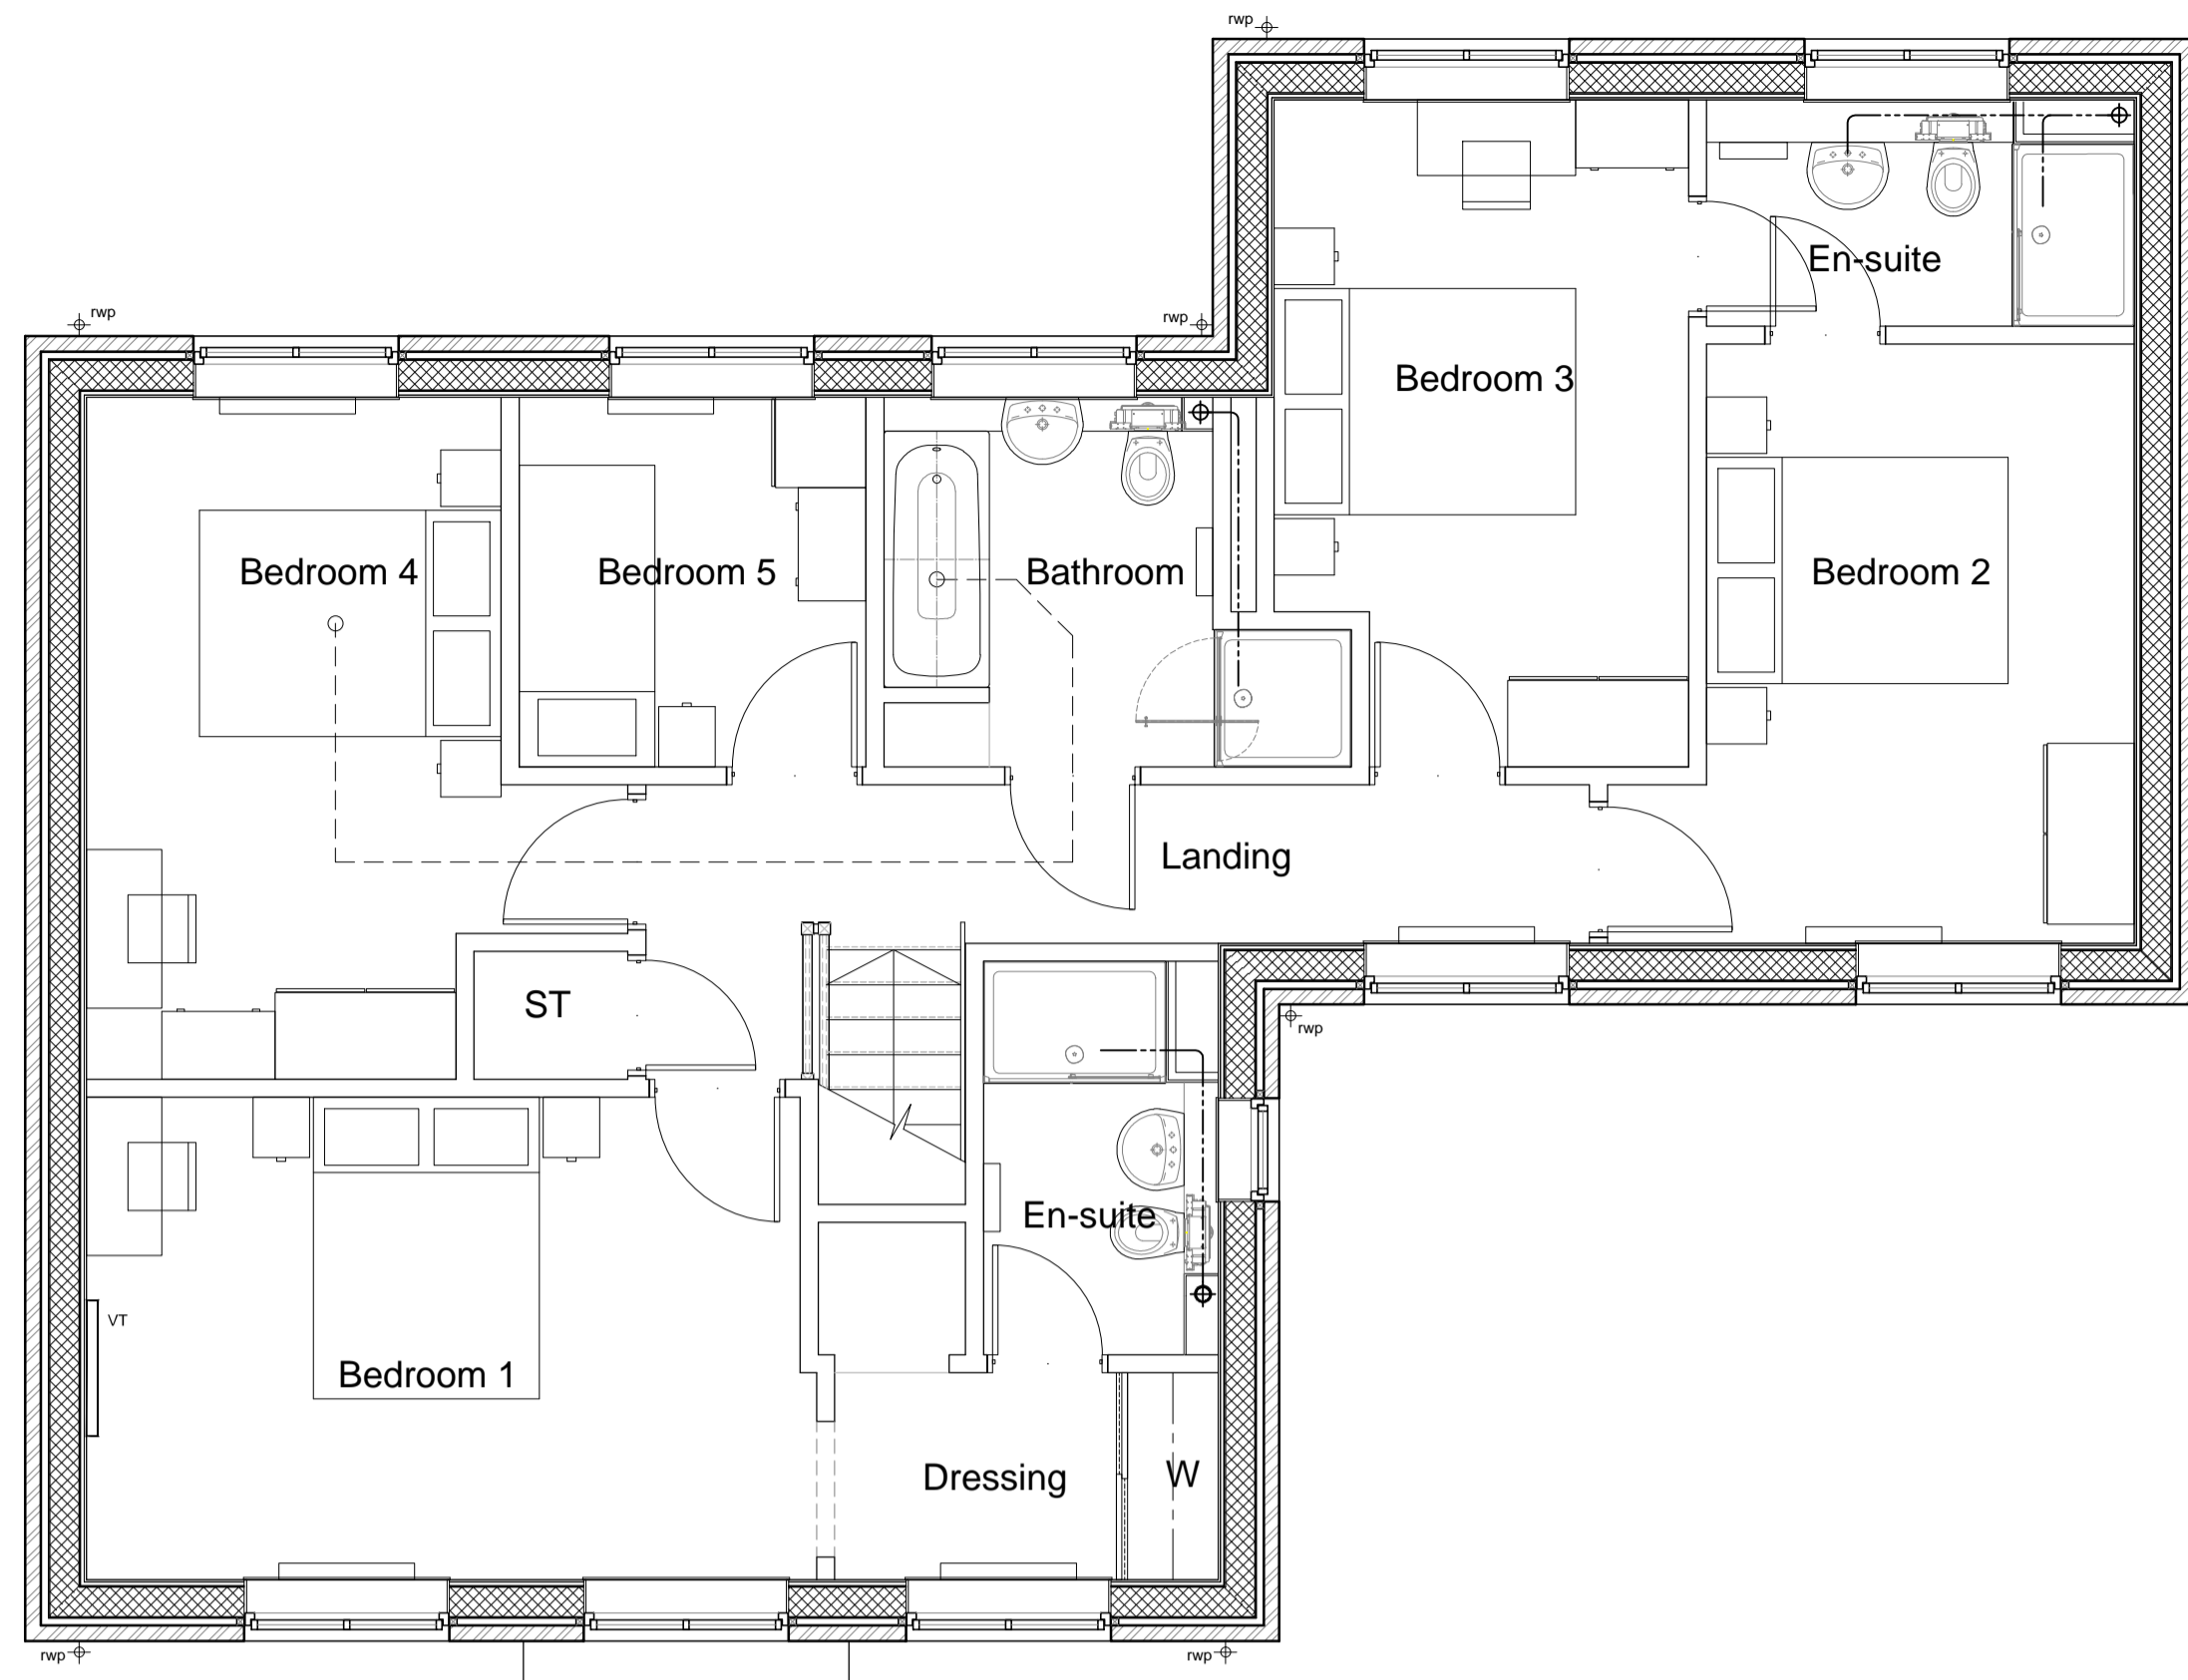 rwp
En-suite
rwp
rwp
Bedroom 3
Bedroom 4
Bedroom 5
Bathroom
Bedroom 2
Landing
ST
rwp
En-suite
VT
Bedroom 1
Dressing
W
rwp
rwp